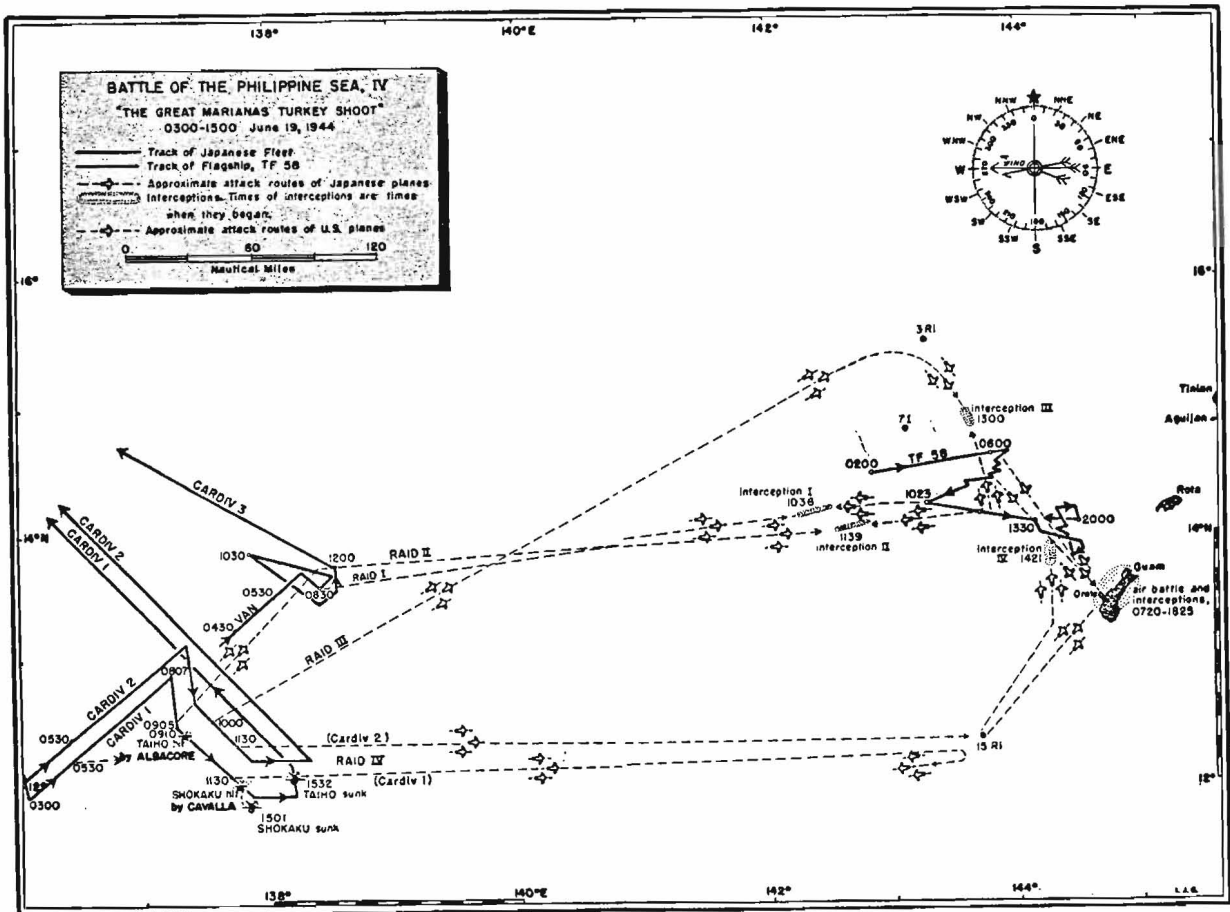 138°
140°E
142°
144°
BATTLE OF THE PHILIPPINE SEA, IV
"THE GREAT MARIANAS TURKEY SHOOT"
0300-1500 June 19, 1944
Track of Japanese Fleet
Track of Flagship, TF 58
Approximate attack routes of Japanese planes
Interceptions. Times of interceptions are times
when they began.
Approximate attack routes of U.S. planes
0 60 120
Nautical Miles
NNW
NNE
NW
NE
WNW
ENE
W
WIND
E
WSW
ESE
SW
SE
SSW
SSE
S
16°
16°
3 RI
7I
Interception III
1300
Tinian
Aguijan
0200
TF 58
0600
CARDIV 3
Interception I
1038
1023
Rota
1139
Interception II
1330
2000
14°N
14°N
Interception
IV 1421
Guam
air battle and
interceptions,
0720-1825
Orote
CARDIV 2
CARDIV 1
1030
1200
RAID II
RAID I
0530
0830
0430 VAN
RAID III
0807
CARDIV 2
CARDIV 1
0905
0910
TAIHO hit
by ALBACORE
1000
1130
(Cardiv 2)
15 RI
0530
0530
RAID IV
(Cardiv 1)
12°
12°
0300
1130
SHOKAKU hit
by CAVALLA
1532
TAIHO sunk
1501
SHOKAKU sunk
138°
140°E
142°
144°